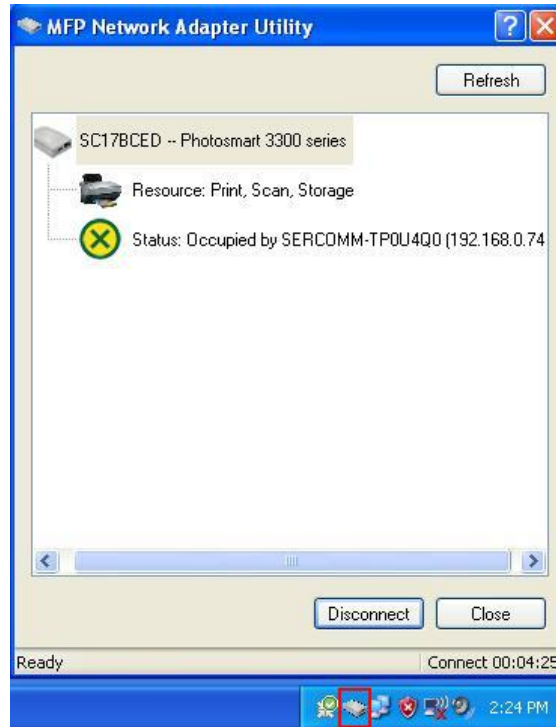 MFP Network Adapter Utility
Refresh
SC17BCED -- Photosmart 3300 series
Resource: Print, Scan, Storage
Status: Occupied by SERCOMM-TP0U4Q0 (192.168.0.74
Disconnect Close
Ready Connect 00:04:25
2:24 PM